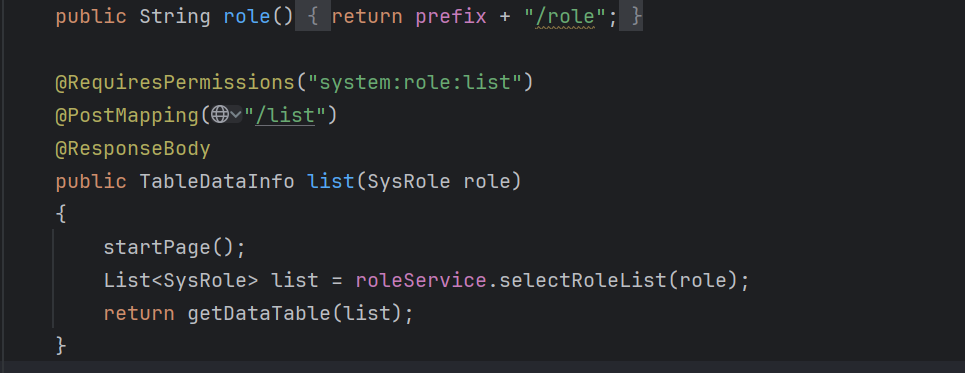 public String role() { return prefix + "/role"; }
@RequiresPermissions("system:role:list")
@PostMapping("/list")
@ResponseBody
public TableDataInfo list(SysRole role)
{
startPage();
List<SysRole> list = roleService.selectRoleList(role);
return getDataTable(list);
}